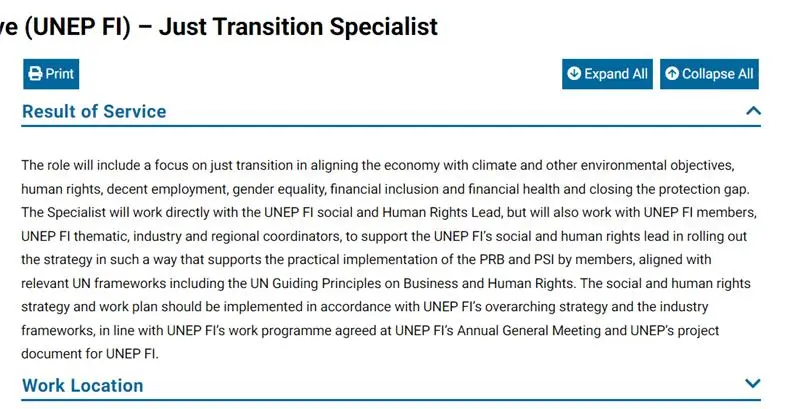 ve (UNEP FI) – Just Transition Specialist
Print
Expand All
Collapse All
Result of Service
The role will include a focus on just transition in aligning the economy with climate and other environmental objectives,
human rights, decent employment, gender equality, financial inclusion and financial health and closing the protection gap.
The Specialist will work directly with the UNEP FI social and Human Rights Lead, but will also work with UNEP FI members,
UNEP FI thematic, industry and regional coordinators, to support the UNEP FI's social and human rights lead in rolling out
the strategy in such a way that supports the practical implementation of the PRB and PSI by members, aligned with
relevant UN frameworks including the UN Guiding Principles on Business and Human Rights. The social and human rights
strategy and work plan should be implemented in accordance with UNEP FI's overarching strategy and the industry
frameworks, in line with UNEP FI's work programme agreed at UNEP FI's Annual General Meeting and UNEP's project
document for UNEP FI.
Work Location